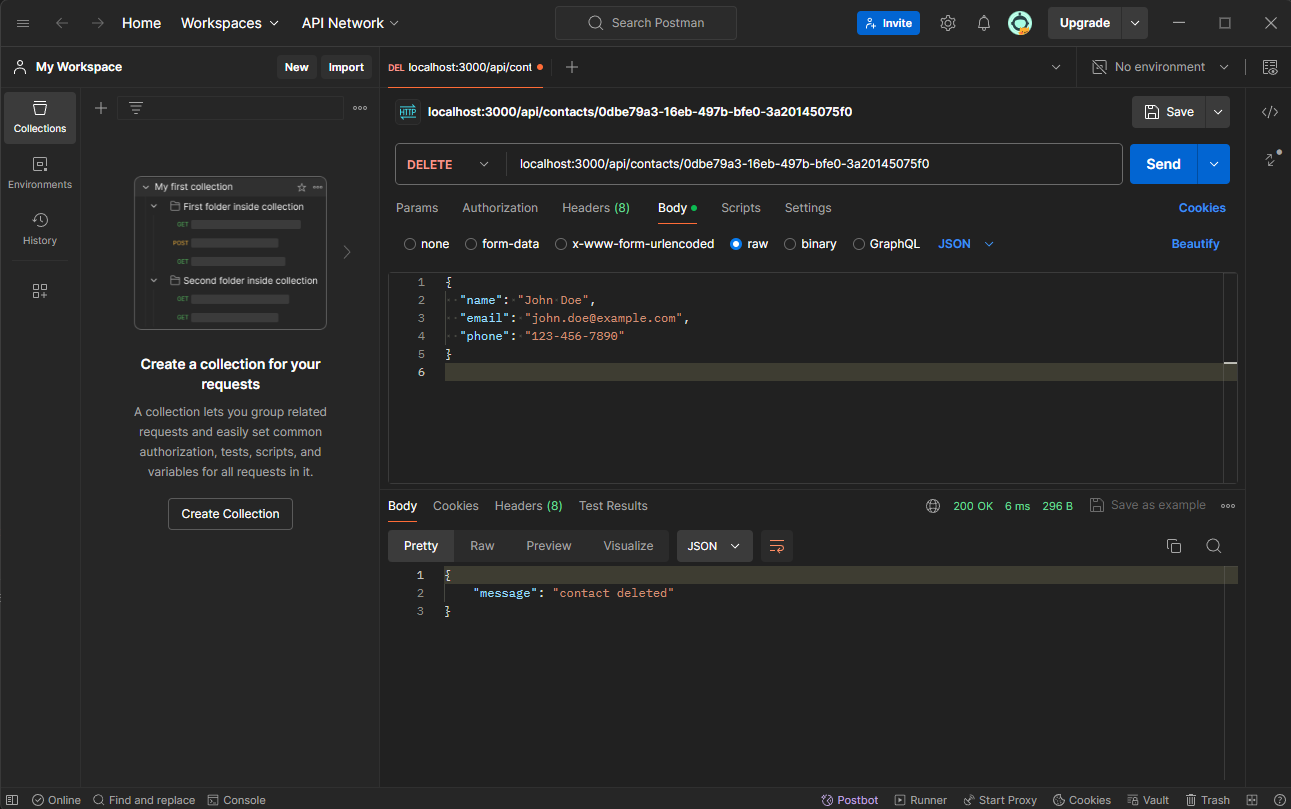 Home Workspaces API Network Search Postman Invite Upgrade
My Workspace New Import DEL localhost:3000/api/cont No environment
Collections
Environments
History
My first collection
First folder inside collection
GET
POST
GET
Second folder inside collection
GET
GET
Create a collection for your
requests
A collection lets you group related
requests and easily set common
authorization, tests, scripts, and
variables for all requests in it.
Create Collection
HTTP localhost:3000/api/contacts/0dbe79a3-16eb-497b-bfe0-3a20145075f0 Save
DELETE localhost:3000/api/contacts/0dbe79a3-16eb-497b-bfe0-3a20145075f0 Send
Params Authorization Headers (8) Body Scripts Settings Cookies
none form-data x-www-form-urlencoded raw binary GraphQL JSON Beautify
1 {
2 "name": "John Doe",
3 "email": "john.doe@example.com",
4 "phone": "123-456-7890"
5 }
6
Body Cookies Headers (8) Test Results 200 OK 6 ms 296 B Save as example
Pretty Raw Preview Visualize JSON
1 {
2 "message": "contact deleted"
3 }
Online Find and replace Console Postbot Runner Start Proxy Cookies Vault Trash